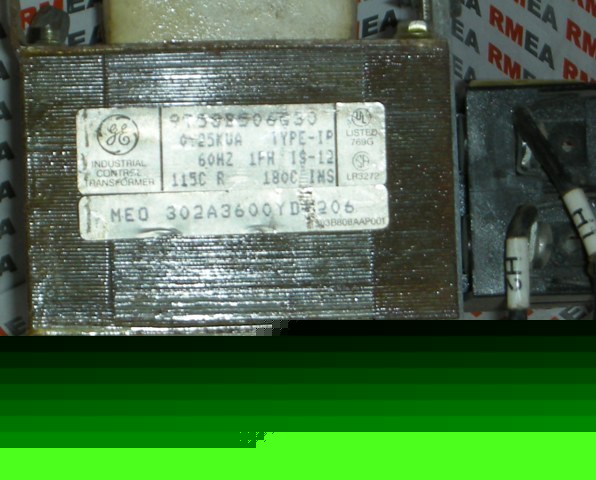 RMEA
GE
INDUSTRIAL
CONTROL
TRANSFORMER
0.25KVA TYPE-IP
60HZ 1PH IS-12
115C R 180C INS
UL
LISTED
769G
LR3272
MEO 302A3600YD
H2
H1